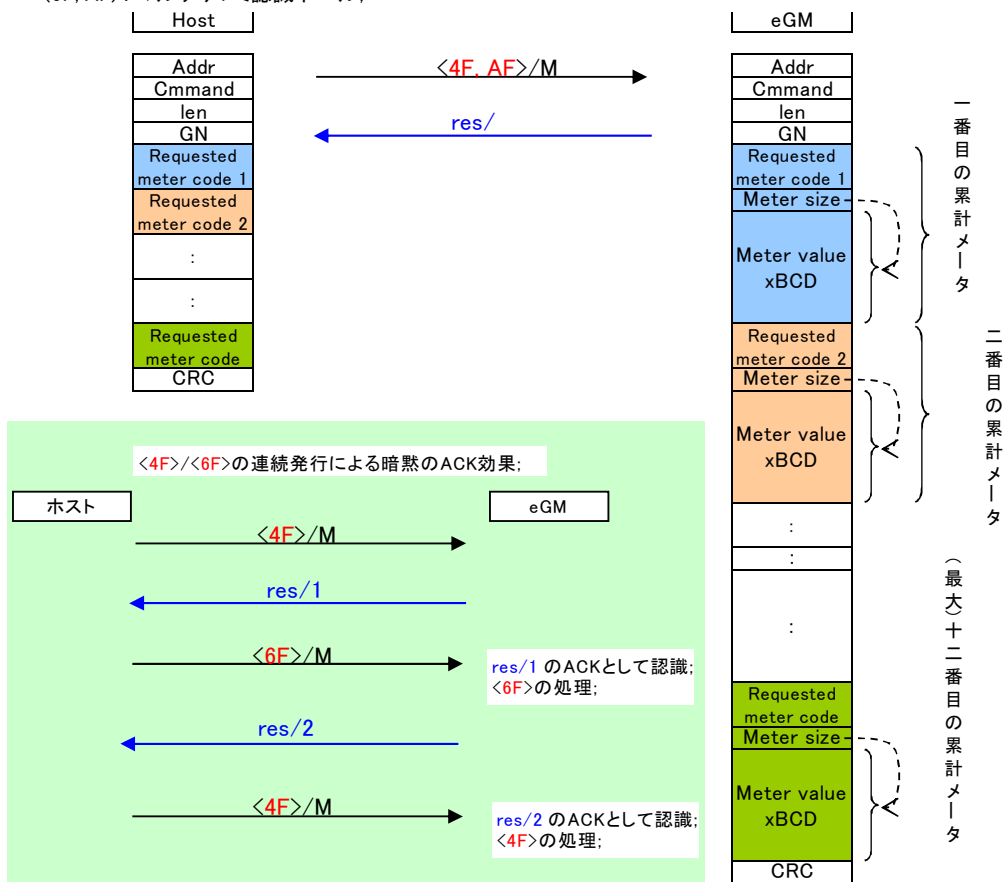 Host
eGM
Addr
Cmmand
len
GN
Requested
meter code 1
Requested
meter code 2
:
:
Requested
meter code
CRC
<4F, AF>/M
res/
Addr
Cmmand
len
GN
Requested
meter code 1
Meter size
Meter value
xBCD
Requested
meter code 2
Meter size
Meter value
xBCD
:
:
:
Requested
meter code
Meter size
Meter value
xBCD
CRC
一番目の累計メータ
二番目の累計メータ
(最大)十二番目の累計メータ
<4F>/<6F>の連続発行による暗黙のACK効果;
ホスト
eGM
<4F>/M
res/1
<6F>/M
res/1 のACKとして認識;
<6F>の処理;
res/2
<4F>/M
res/2 のACKとして認識;
<4F>の処理;